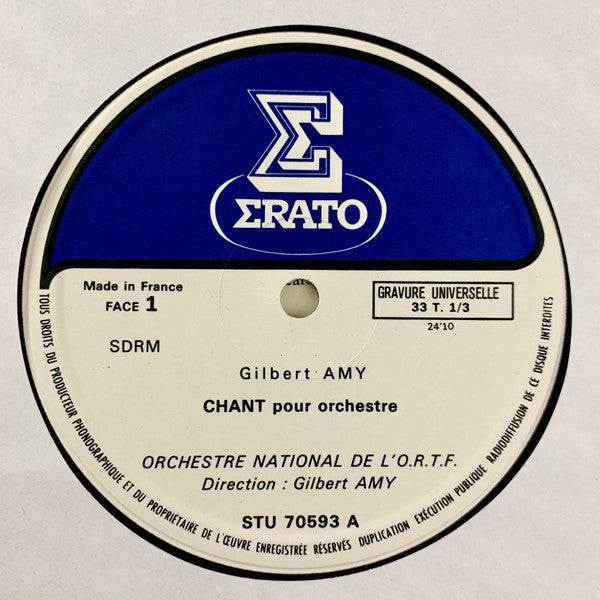 Σ
ΣRATO
Made in France
FACE 1
GRAVURE UNIVERSELLE
33 T. 1/3
24'10
SDRM
Gilbert AMY
CHANT pour orchestre
ORCHESTRE NATIONAL DE L'O.R.T.F.
Direction : Gilbert AMY
STU 70593 A
TOUS DROITS DU PRODUCTEUR PHONOGRAPHIQUE ET DU PROPRIÉTAIRE DE L'ŒUVRE ENREGISTRÉE RÉSERVÉS DUPLICATION EXÉCUTION PUBLIQUE RADIODIFFUSION DE CE DISQUE INTERDITES